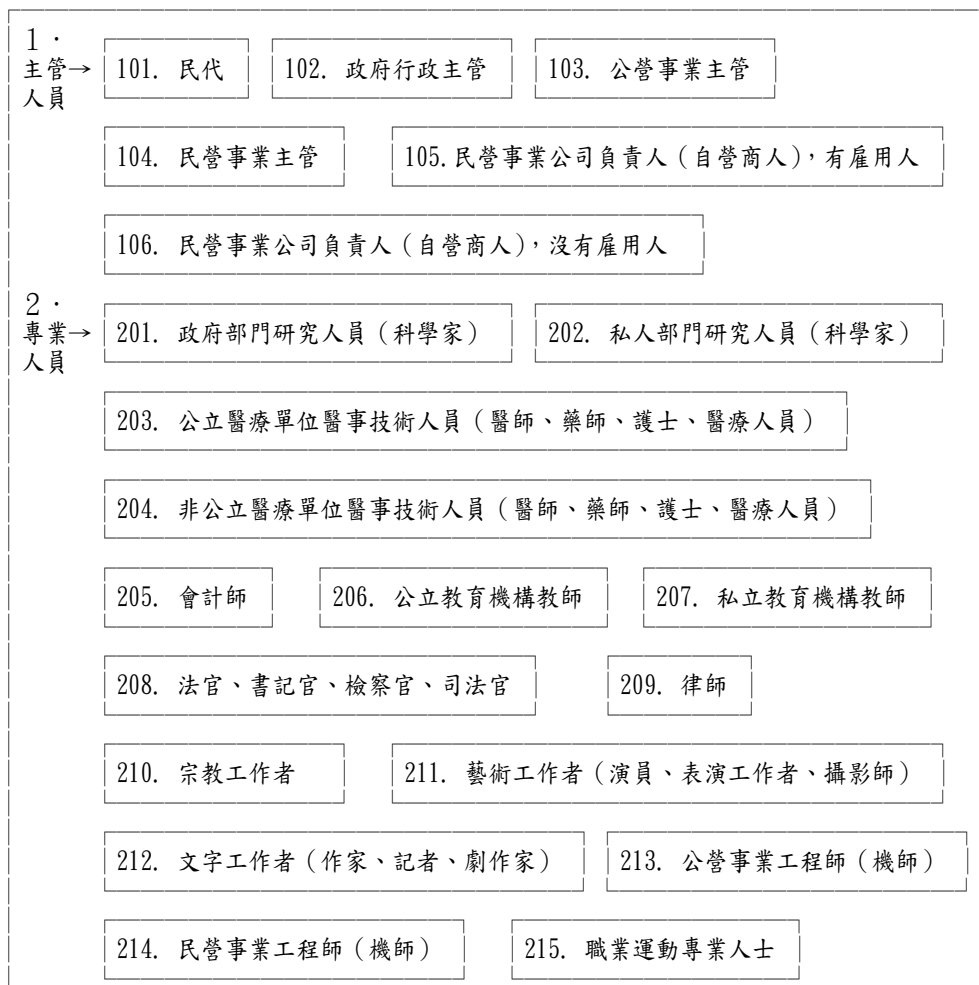 1.
主管→ 101. 民代 102. 政府行政主管 103. 公營事業主管
人員
104. 民營事業主管 105.民營事業公司負責人(自營商人),有雇用人
106. 民營事業公司負責人(自營商人),沒有雇用人
2.
專業→ 201. 政府部門研究人員(科學家) 202. 私人部門研究人員(科學家)
人員
203. 公立醫療單位醫事技術人員(醫師、藥師、護士、醫療人員)
204. 非公立醫療單位醫事技術人員(醫師、藥師、護士、醫療人員)
205. 會計師 206. 公立教育機構教師 207. 私立教育機構教師
208. 法官、書記官、檢察官、司法官 209. 律師
210. 宗教工作者 211. 藝術工作者(演員、表演工作者、攝影師)
212. 文字工作者(作家、記者、劇作家) 213. 公營事業工程師(機師)
214. 民營事業工程師(機師) 215. 職業運動專業人士